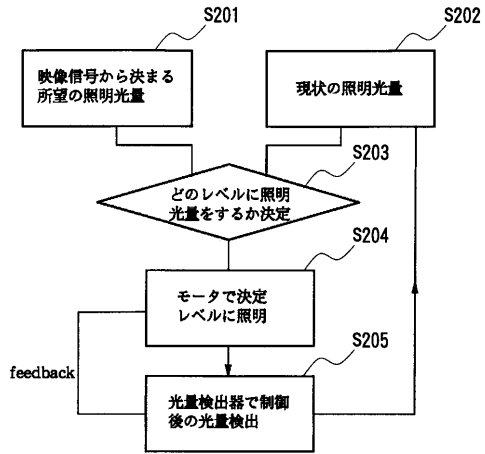 S201
S202
映像信号から決まる
所望の照明光量
現状の照明光量
S203
どのレベルに照明
光量をするか決定
S204
モータで決定
レベルに照明
S205
feedback
光量検出器で制御
後の光量検出